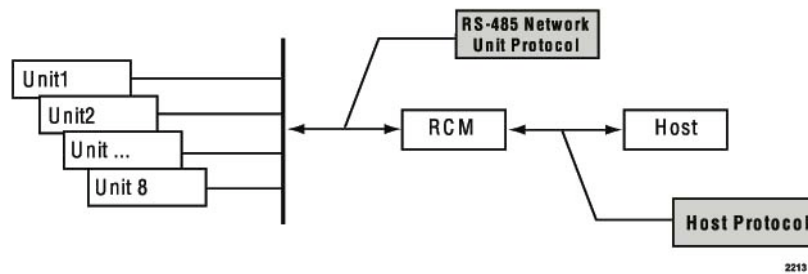 RS-485 Network
Unit Protocol
Unit1
Unit2
Unit ...
Unit 8
RCM
Host
Host Protocol
2213